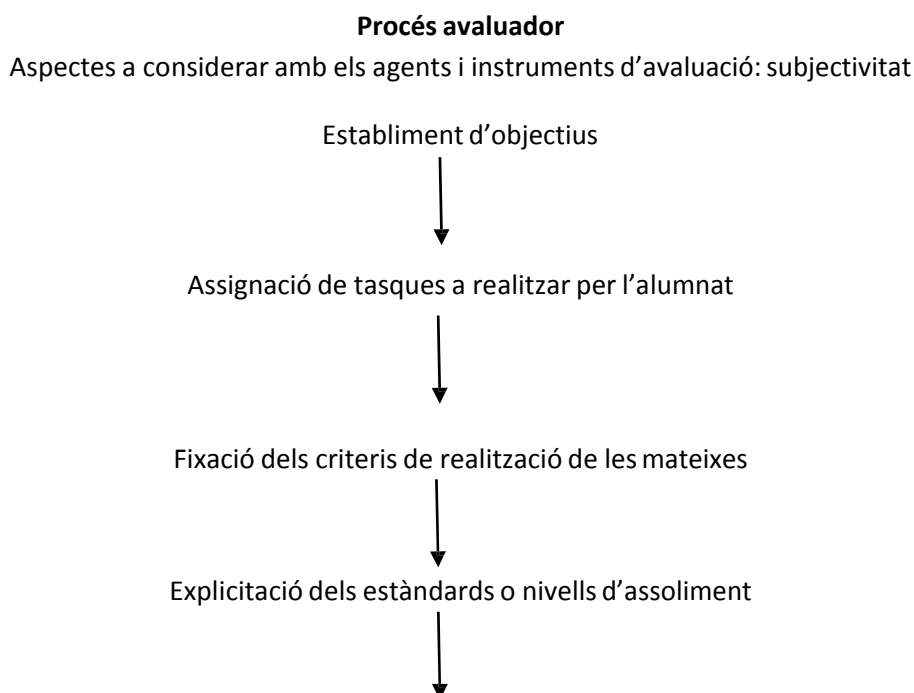 Procés avaluador
Aspectes a considerar amb els agents i instruments d’avaluació: subjectivitat
Establiment d’objectius
Assignació de tasques a realitzar per l’alumnat
Fixació dels criteris de realització de les mateixes
Explicitació dels estàndards o nivells d’assoliment